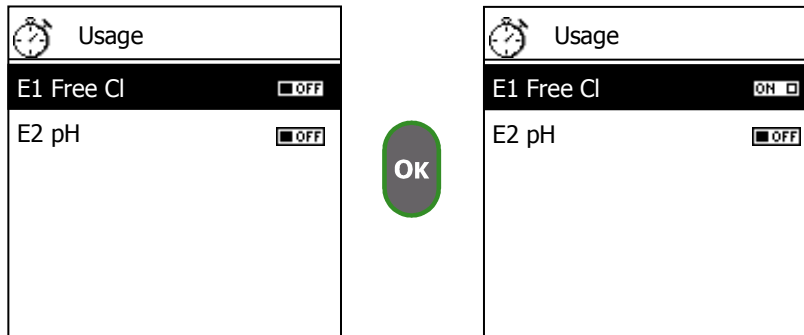 Usage
E1 Free Cl OFF
E2 pH OFF
OK
Usage
E1 Free Cl ON
E2 pH OFF